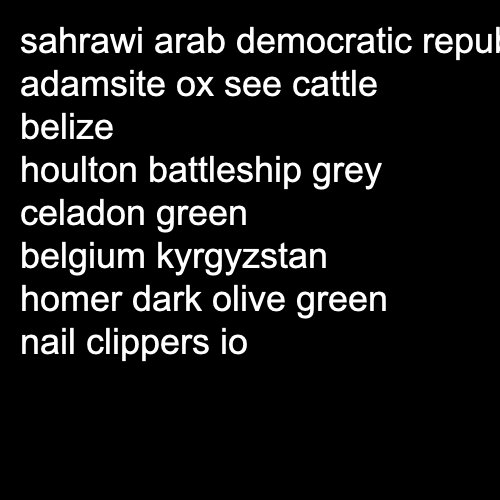 sahrawi arab democratic
adamsite ox see cattle
belize
houlton battleship grey
celadon green
belgium kyrgyzstan
homer dark olive green
nail clippers io